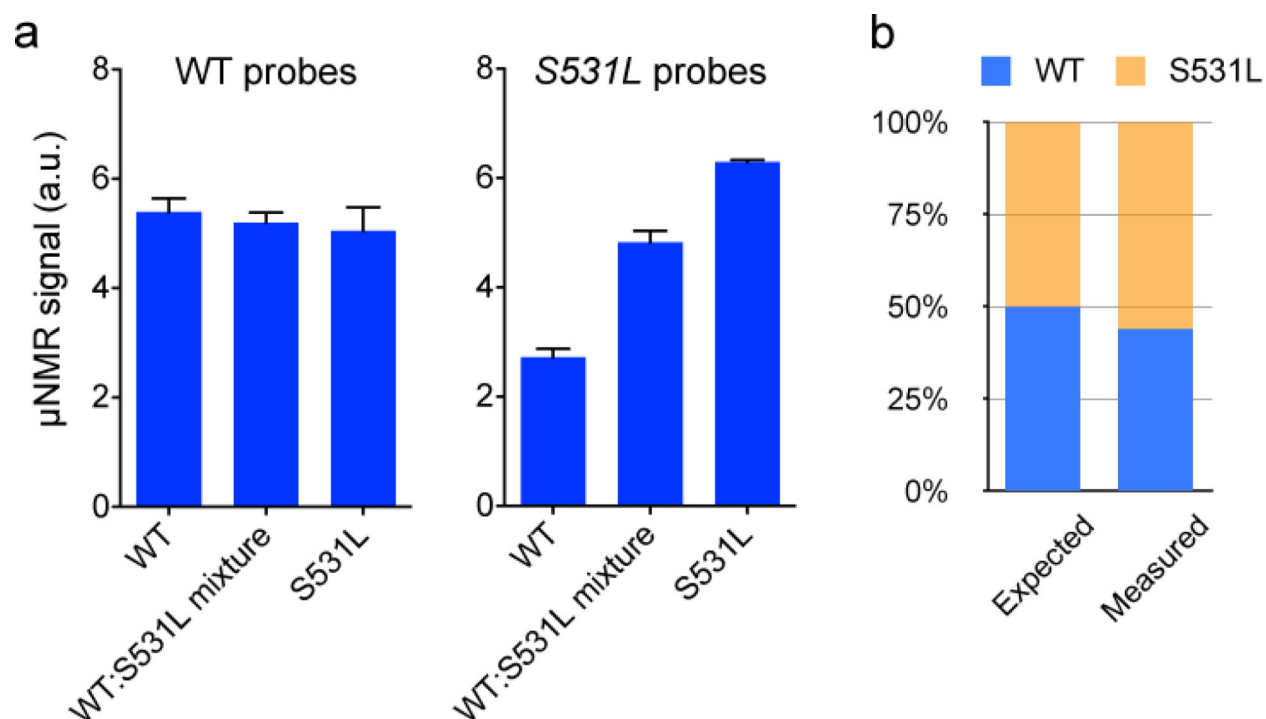 a
WT probes
S531L probes
µNMR signal (a.u.)
8
6
4
2
0
WT
WT:S531L mixture
S531L
8
6
4
2
0
WT
WT:S531L mixture
S531L
b
WT S531L
100%
75%
50%
25%
0%
Expected
Measured